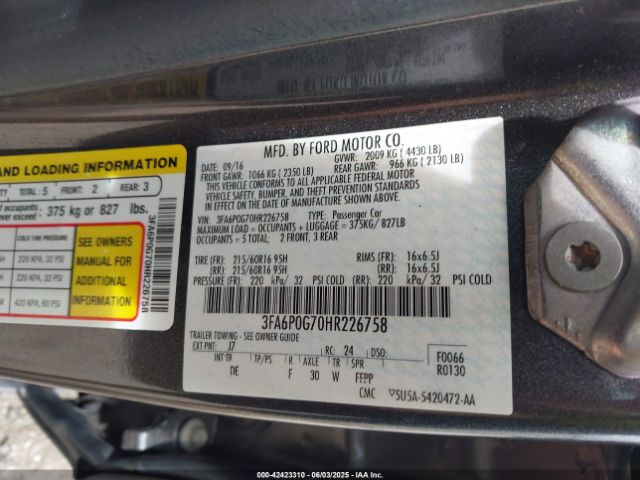 MFD. BY FORD MOTOR CO.
DATE: 09/16 GVWR: 2009 KG ( 4430 LB)
FRONT GAWR: 1066 KG ( 2350 LB) REAR GAWR: 966 KG ( 2130 LB)
THIS VEHICLE CONFORMS TO ALL APPLICABLE FEDERAL MOTOR
VEHICLE SAFETY, BUMPER, AND THEFT PREVENTION STANDARDS IN
EFFECT ON THE DATE OF MANUFACTURE SHOWN ABOVE.
VIN: 3FA6P0G70HR226758 TYPE: Passenger Car
MAXIMUM LOAD = OCCUPANTS + LUGGAGE = 375KG/ 827LB
OCCUPANTS = 5 TOTAL: 2 FRONT, 3 REAR
TIRE (FR): 215/60R16 95H RIMS (FR): 16x6.5J
(RR): 215/60R16 95H (RR): 16x6.5J
PRESSURE (FR): 220 kPa/ 32 PSI COLD (RR): 220 kPa/ 32 PSI COLD
3FA6P0G70HR226758
TRAILER TOWING - SEE OWNER GUIDE
EXT PNT: J7 RC: 24 DSO: F0066
INT TR TP/PS R AXLE TR SPR R0130
DE F 30 W FFPP
CMC 5U5A-5420472-AA
AND LOADING INFORMATION
TOTAL: 5 FRONT: 2 REAR: 3
occupants
never exceed: 375 kg or 827 lbs.
220 KPA, 32 PSI
220 KPA, 32 PSI
420 KPA, 60 PSI
SEE OWNERS
MANUAL FOR
ADDITIONAL
INFORMATION
3FA6P0G70HR226758
000-42423310 - 06/03/2025 - IAA, Inc.